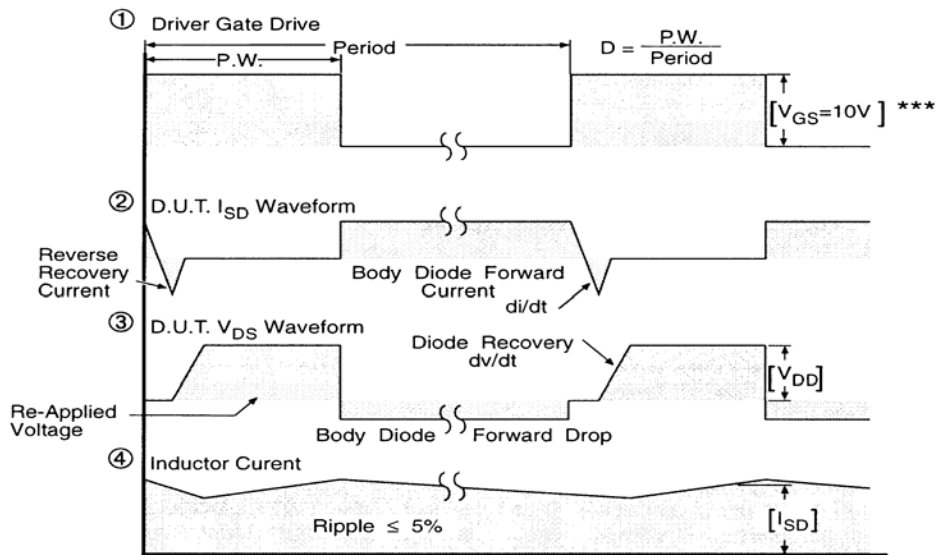 ① Driver Gate Drive
Period
P.W.
D = P.W.
Period
[VGS=10V] ***
② D.U.T. ISD Waveform
Reverse
Recovery
Current
Body Diode Forward
Current
di/dt
③ D.U.T. VDS Waveform
Diode Recovery
dv/dt
[VDD]
Re-Applied
Voltage
Body Diode Forward Drop
④ Inductor Curent
Ripple ≤ 5%
[ISD]